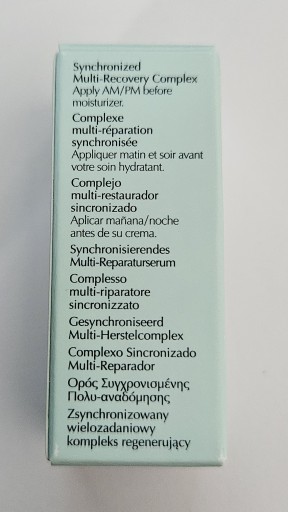 Synchronized
Multi-Recovery Complex
Apply AM/PM before
moisturizer.
Complexe
multi-réparation
synchronisée
Appliquer matin et soir avant
votre soin hydratant.
Complejo
multi-restaurador
sincronizado
Aplicar mañana/noche
antes de su crema.
Synchronisierendes
Multi-Reparaturserum
Complesso
multi-riparatore
sincronizzato
Gesynchroniseerd
Multi-Herstelcomplex
Complexo Sincronizado
Multi-Reparador
Ορός Συγχρονισμένης
Πολυ-αναδόμησης
Zsynchronizowany
wielozadaniowy
kompleks regenerujący